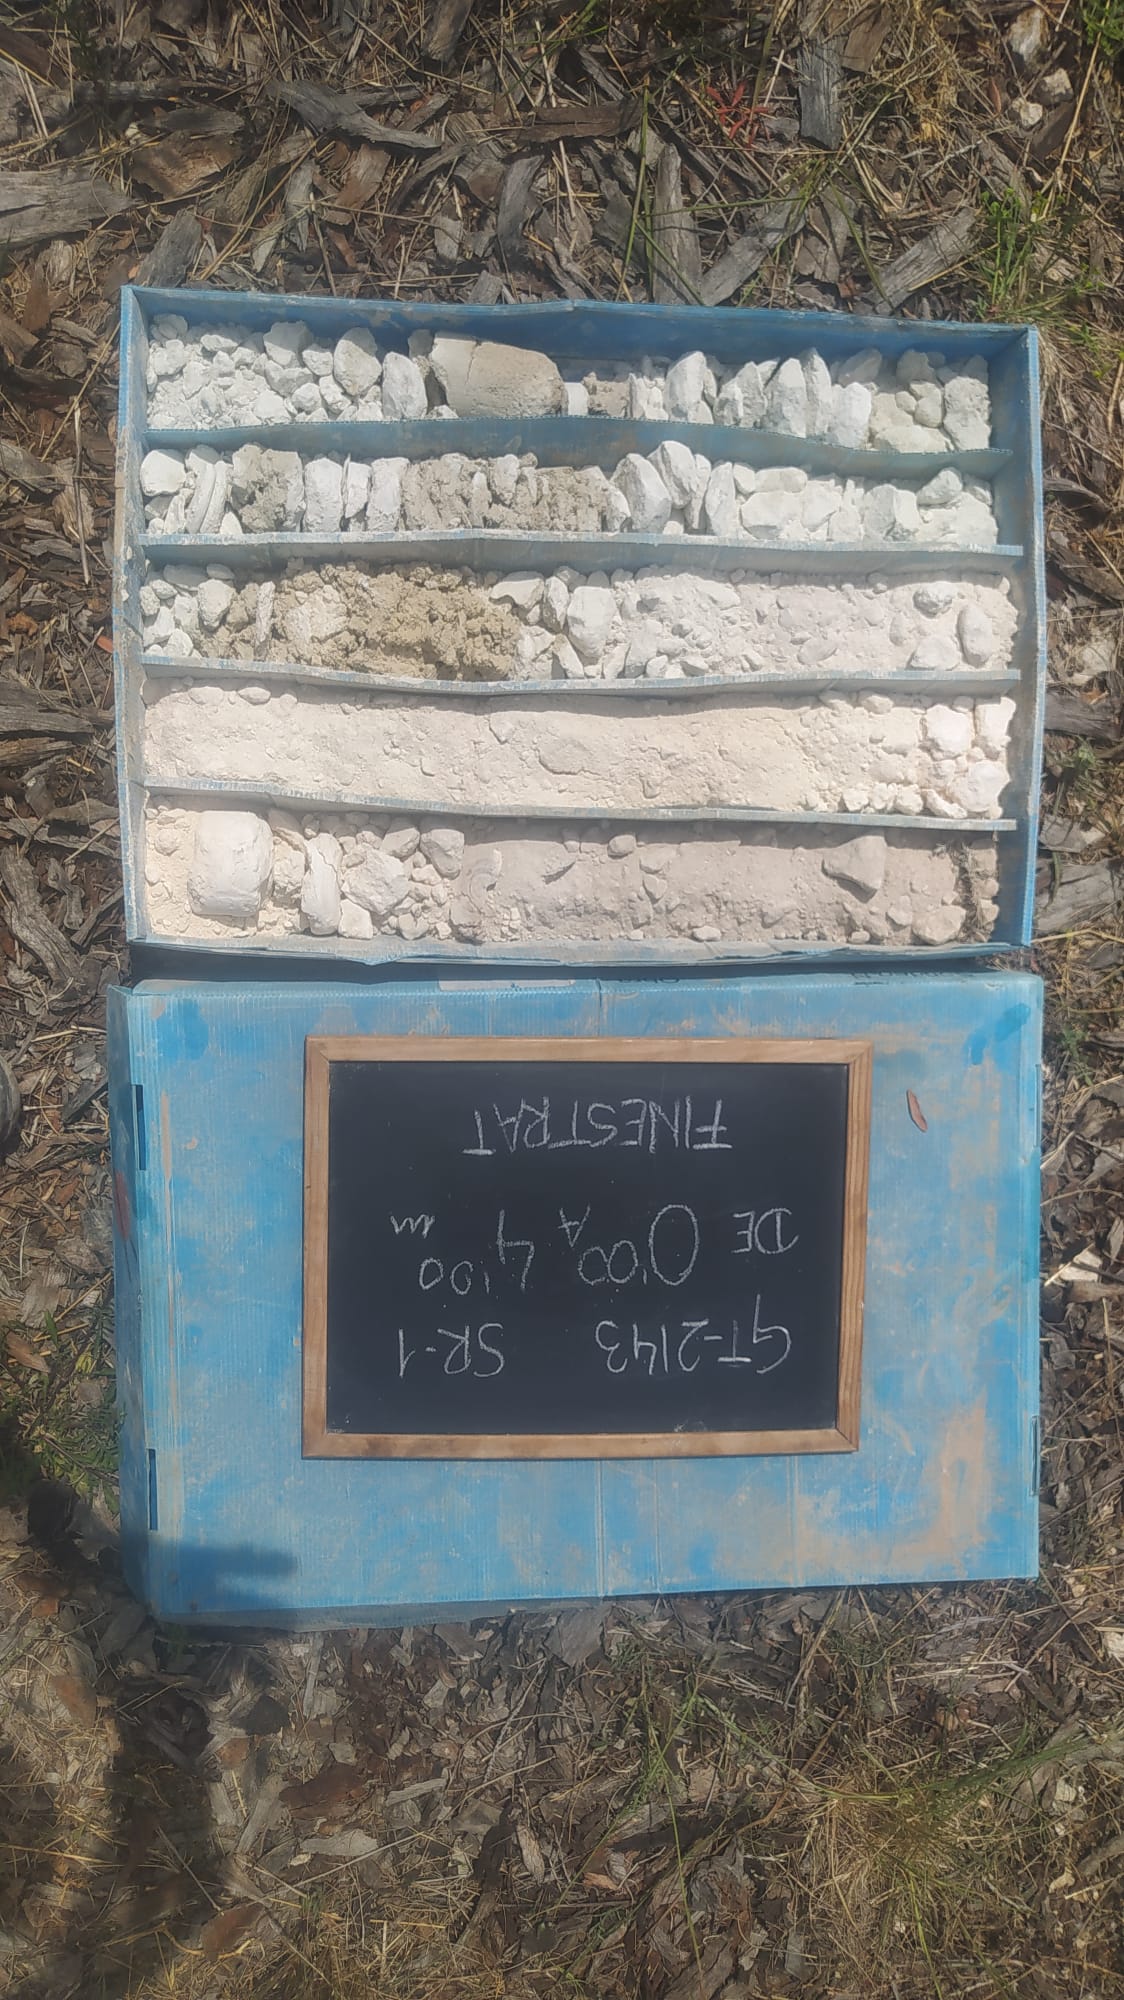 GT-2143 SR-1
DE 0'00 A 4'00 m
FINESTRAT